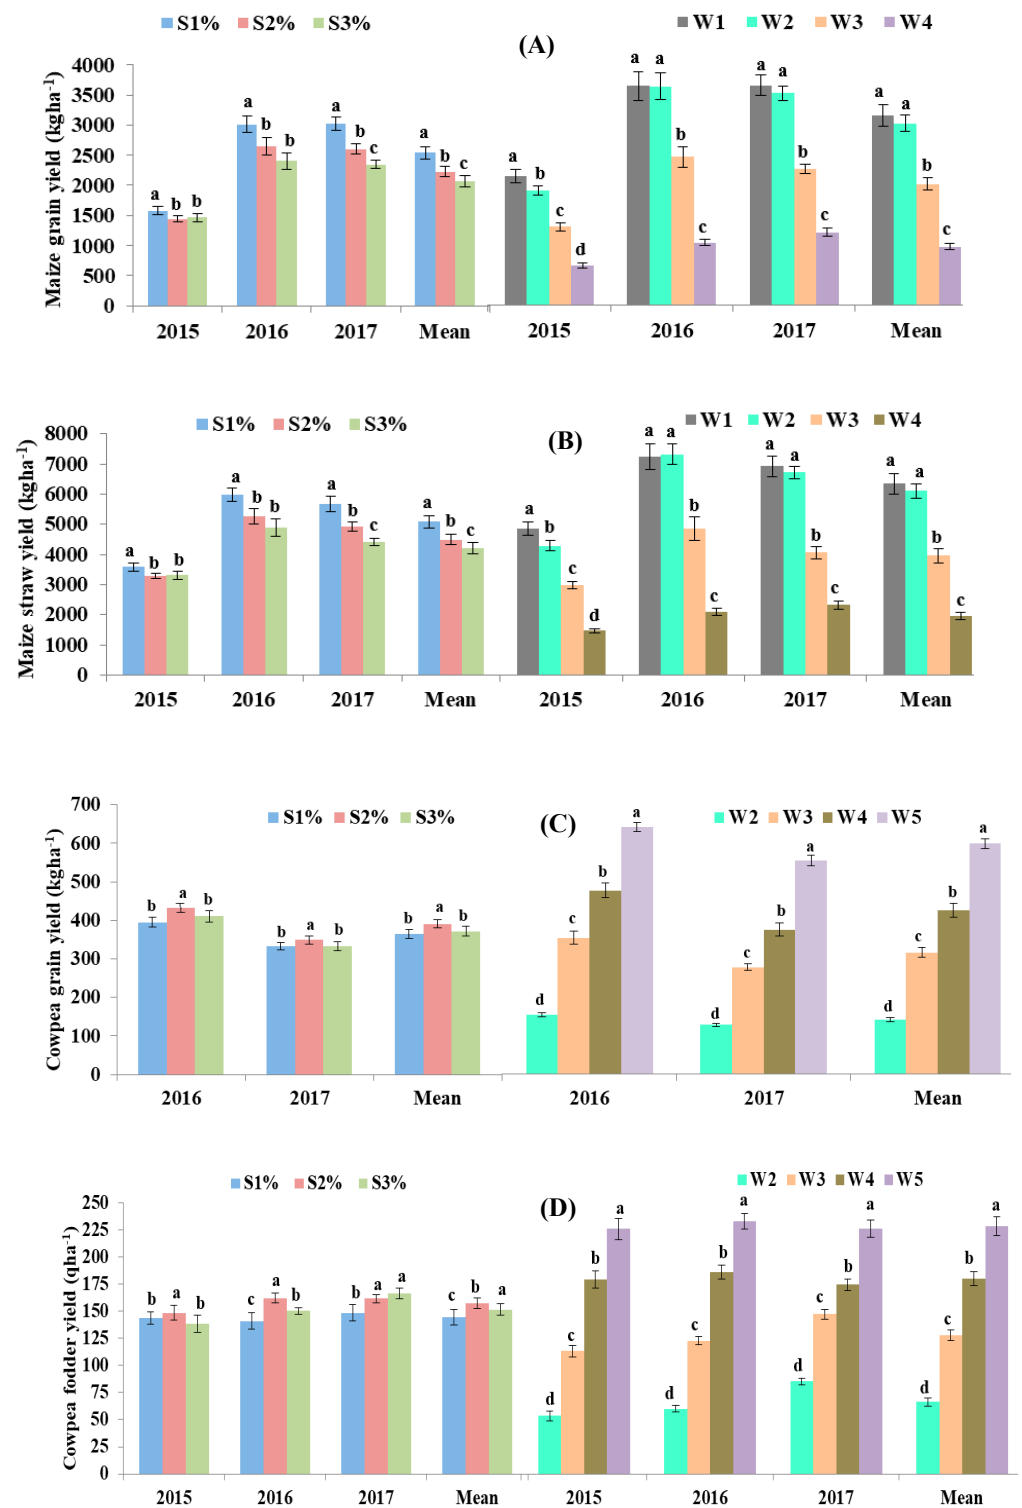 S1% S2% S3%
W1 W2 W3 W4
(A)
Maize grain yield (kgha-1)
4000
3500
3000
2500
2000
1500
1000
500
0
a b b
a b b
a b c
a b c
a b c d
a a b c
a a b c
a a b c
2015 2016 2017 Mean 2015 2016 2017 Mean
S1% S2% S3%
W1 W2 W3 W4
(B)
Maize straw yield (kgha-1)
8000
7000
6000
5000
4000
3000
2000
1000
0
a b b
a b b
a b c
a b c
a b c d
a a b c
a a b c
a a b c
2015 2016 2017 Mean 2015 2016 2017 Mean
S1% S2% S3%
W2 W3 W4 W5
(C)
Cowpea grain yield (kgha-1)
700
600
500
400
300
200
100
0
b a b
b a b
b a b
d c b a
d c b a
d c b a
2016 2017 Mean 2016 2017 Mean
S1% S2% S3%
W2 W3 W4 W5
(D)
Cowpea fodder yield (qha-1)
250
225
200
175
150
125
100
75
50
25
0
b a b
c a b
b a a
c b a
d c b a
d c b a
d c b a
d c b a
2015 2016 2017 Mean 2015 2016 2017 Mean